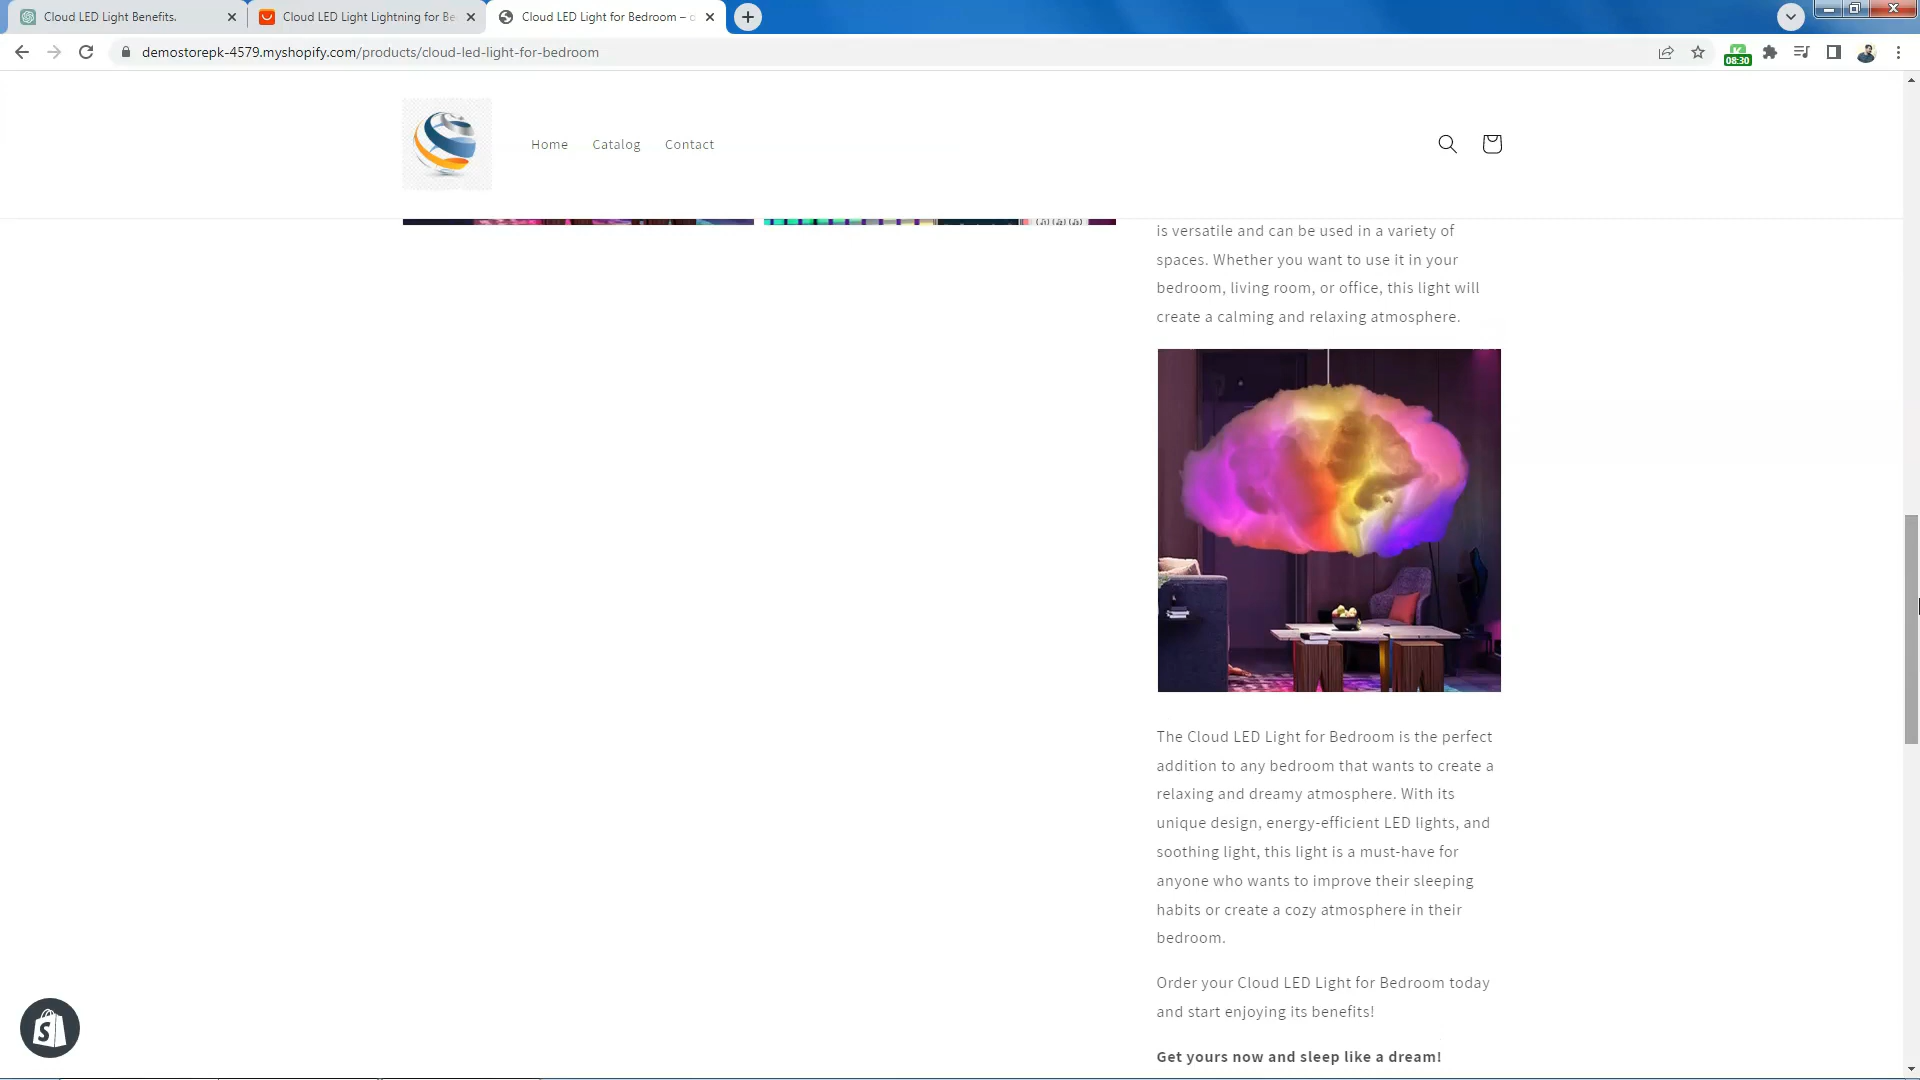 Cloud LED Light Benefits.
Cloud LED Light Lightning for Be
Cloud LED Light for Bedroom –
demostorepk-4579.myshopify.com/products/cloud-led-light-for-bedroom
08:30
Home
Catalog
Contact
is versatile and can be used in a variety of
spaces. Whether you want to use it in your
bedroom, living room, or office, this light will
create a calming and relaxing atmosphere.
The Cloud LED Light for Bedroom is the perfect
addition to any bedroom that wants to create a
relaxing and dreamy atmosphere. With its
unique design, energy-efficient LED lights, and
soothing light, this light is a must-have for
anyone who wants to improve their sleeping
habits or create a cozy atmosphere in their
bedroom.
Order your Cloud LED Light for Bedroom today
and start enjoying its benefits!
Get yours now and sleep like a dream!